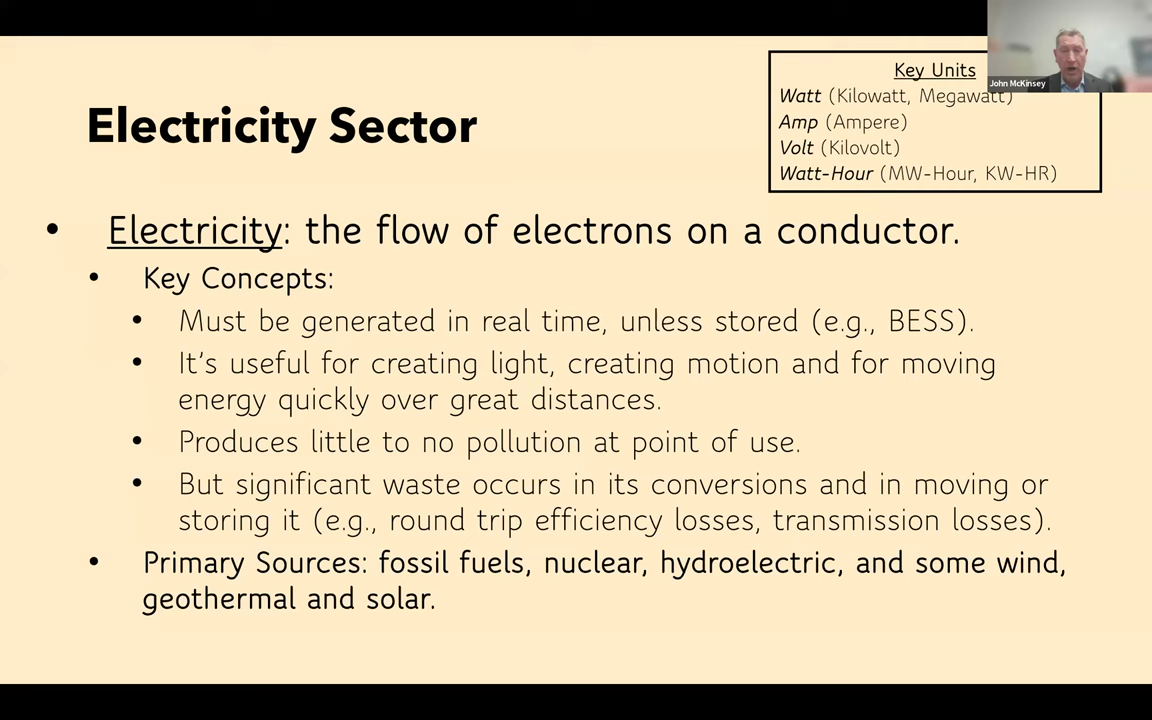 Key Units
John McKinsey
Watt (Kilowatt, Megawatt)
Amp (Ampere)
Volt (Kilovolt)
Watt-Hour (MW-Hour, KW-HR)
Electricity Sector
• Electricity: the flow of electrons on a conductor.
• Key Concepts:
• Must be generated in real time, unless stored (e.g., BESS).
• It’s useful for creating light, creating motion and for moving
energy quickly over great distances.
• Produces little to no pollution at point of use.
• But significant waste occurs in its conversions and in moving or
storing it (e.g., round trip efficiency losses, transmission losses).
• Primary Sources: fossil fuels, nuclear, hydroelectric, and some wind,
geothermal and solar.